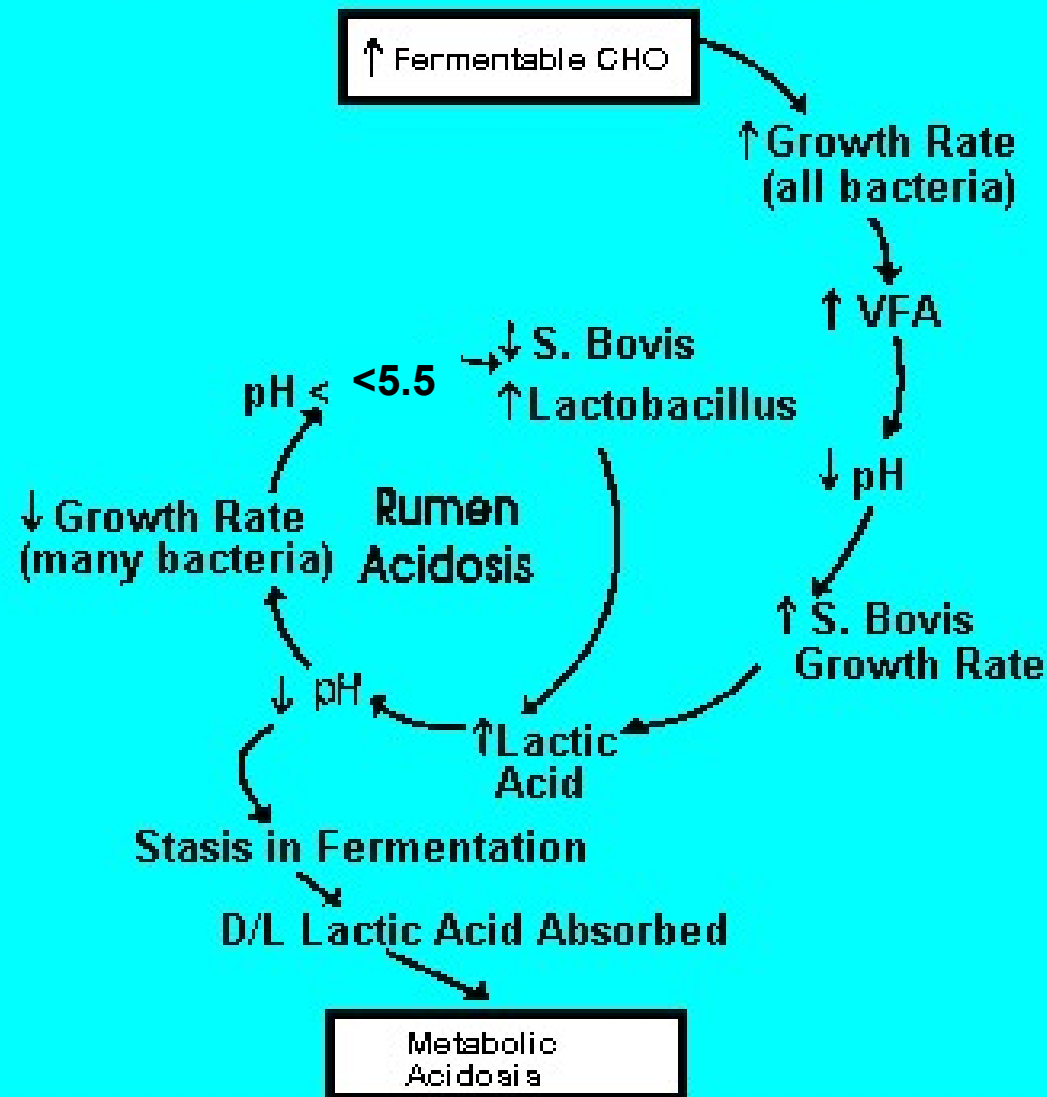 ↑ Fermentable CHO
↑ Growth Rate
(all bacteria)
↑ VFA
↓ pH
↑ S. Bovis
Growth Rate
↑Lactic
Acid
↓ pH
↓ Growth Rate
(many bacteria)
pH < <5.5
↓ S. Bovis
↑Lactobacillus
Rumen
Acidosis
Stasis in Fermentation
D/L Lactic Acid Absorbed
Metabolic
Acidosis